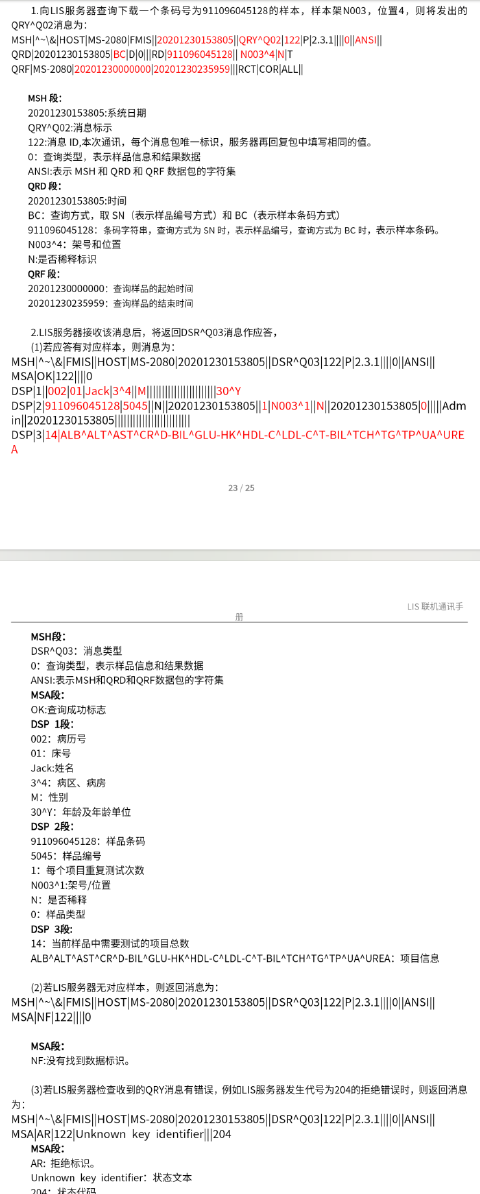 1.向LIS服务器查询下载一个条码号为911096045128的样本，样本架N003，位置4，则将发出的
QRY^Q02消息为：
MSH|^~\&|HOST|MS-2080|FMIS||20201230153805||QRY^Q02|122|P|2.3.1||||0||ANSI||
QRD|20201230153805|BC|D|0|||RD|911096045128|| N003^4|N|T
QRF|MS-2080|20201230000000|20201230235959|||RCT|COR|ALL||
MSH 段：
20201230153805:系统日期
QRY^Q02:消息标示
122:消息 ID,本次通讯，每个消息包唯一标识，服务器再回复包中填写相同的值。
0：查询类型，表示样品信息和结果数据
ANSI:表示 MSH 和 QRD 和 QRF 数据包的字符集
QRD 段：
20201230153805:时间
BC：查询方式，取 SN（表示样品编号方式）和 BC（表示样本条码方式）
911096045128：条码字符串，查询方式为 SN 时，表示样品编号，查询方式为 BC 时，表示样本条码。
N003^4：架号和位置
N:是否稀释标识
QRF 段：
20201230000000：查询样品的起始时间
20201230235959：查询样品的结束时间
2.LIS服务器接收该消息后，将返回DSR^Q03消息作应答，
(1)若应答有对应样本，则消息为：
MSH|^~\&|FMIS||HOST|MS-2080|20201230153805||DSR^Q03|122|P|2.3.1||||0||ANSI||
MSA|OK|122||||0
DSP|1||002|01|Jack|3^4||M|||||||||||||||||||||||30^Y
DSP|2|911096045128|5045||N||20201230153805||1|N003^1||N||20201230153805|0|||||Adm
in||20201230153805||||||||||||||||||||||||||
DSP|3|14|ALB^ALT^AST^CR^D-BIL^GLU-HK^HDL-C^LDL-C^T-BIL^TCH^TG^TP^UA^URE
A
23 / 25
LIS 联机通讯手
册
MSH段：
DSR^Q03：消息类型
0：查询类型，表示样品信息和结果数据
ANSI:表示MSH和QRD和QRF数据包的字符集
MSA段：
OK:查询成功标志
DSP 1段：
002：病历号
01：床号
Jack:姓名
3^4：病区、病房
M：性别
30^Y：年龄及年龄单位
DSP 2段：
911096045128：样品条码
5045：样品编号
1：每个项目重复测试次数
N003^1:架号/位置
N：是否稀释
0：样品类型
DSP 3段:
14：当前样品中需要测试的项目总数
ALB^ALT^AST^CR^D-BIL^GLU-HK^HDL-C^LDL-C^T-BIL^TCH^TG^TP^UA^UREA：项目信息
(2)若LIS服务器无对应样本，则返回消息为：
MSH|^~\&|FMIS||HOST|MS-2080|20201230153805||DSR^Q03|122|P|2.3.1||||0||ANSI||
MSA|NF|122||||0
MSA段：
NF:没有找到数据标识。
(3)若LIS服务器检查收到的QRY消息有错误，例如LIS服务器发生代号为204的拒绝错误时，则返回消息
为：
MSH|^~\&|FMIS||HOST|MS-2080|20201230153805||DSR^Q03|122|P|2.3.1||||0||ANSI||
MSA|AR|122|Unknown key identifier|||204
MSA段：
AR: 拒绝标识。
Unknown key identifier：状态文本
204：状态代码